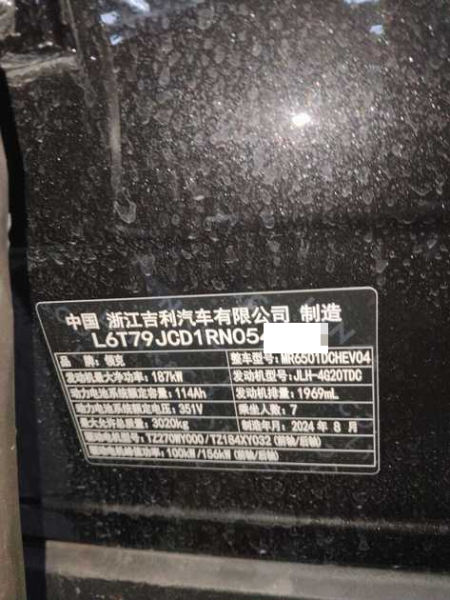 中国 浙江吉利汽车有限公司 制造
L6T79JCD1RN054
品牌:领克 整车型号:MR6501DCHEV04
发动机最大净功率:187kW 发动机型号:JLH-4G20TDC
动力电池系统额定容量:114Ah 发动机排量:1969mL
动力电池系统额定电压:351V 乘坐人数:7
最大允许总质量:3020kg 制造年月:2024年8月
驱动电机型号:TZ270WY000/TZ184XY032(前轴/后轴)
驱动电机峰值功率:100kW/156kW(前轴/后轴)